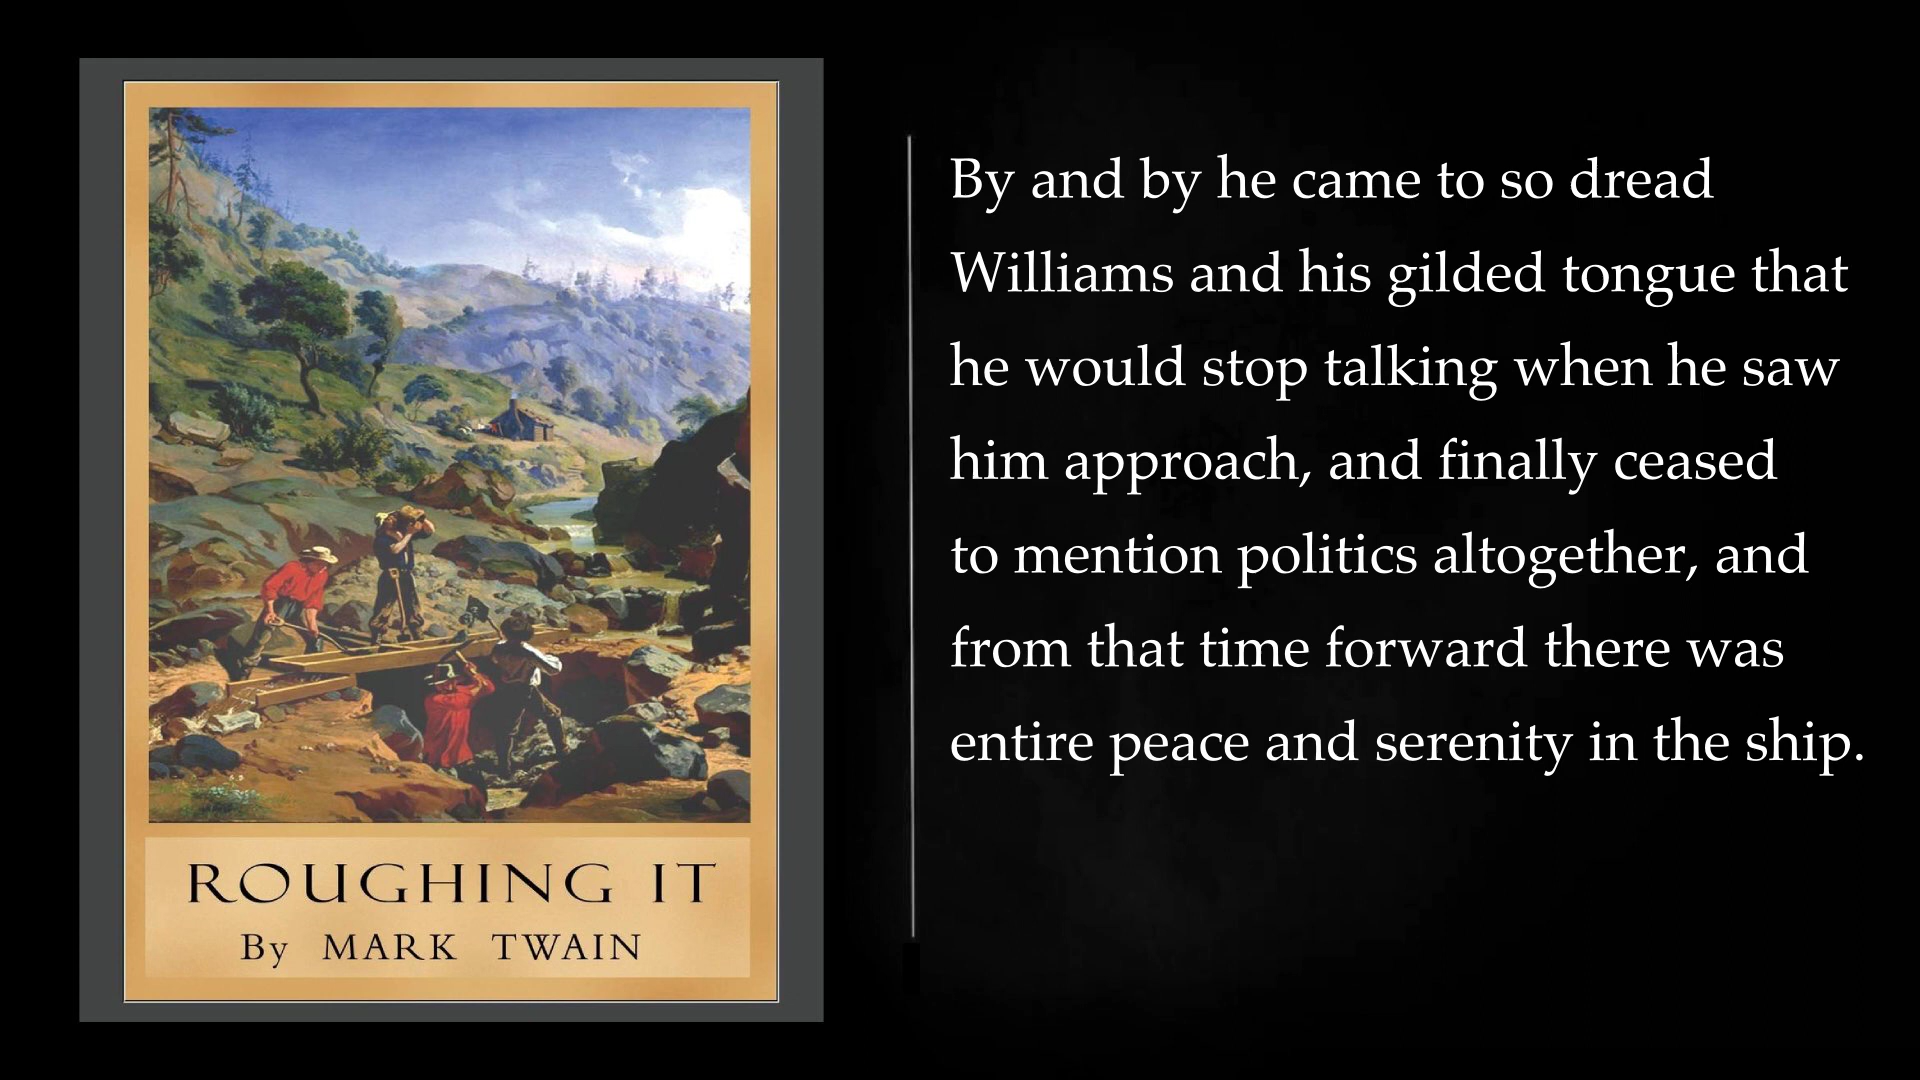 ROUGHING IT
By MARK TWAIN
By and by he came to so dread
Williams and his gilded tongue that
he would stop talking when he saw
him approach, and finally ceased
to mention politics altogether, and
from that time forward there was
entire peace and serenity in the ship.